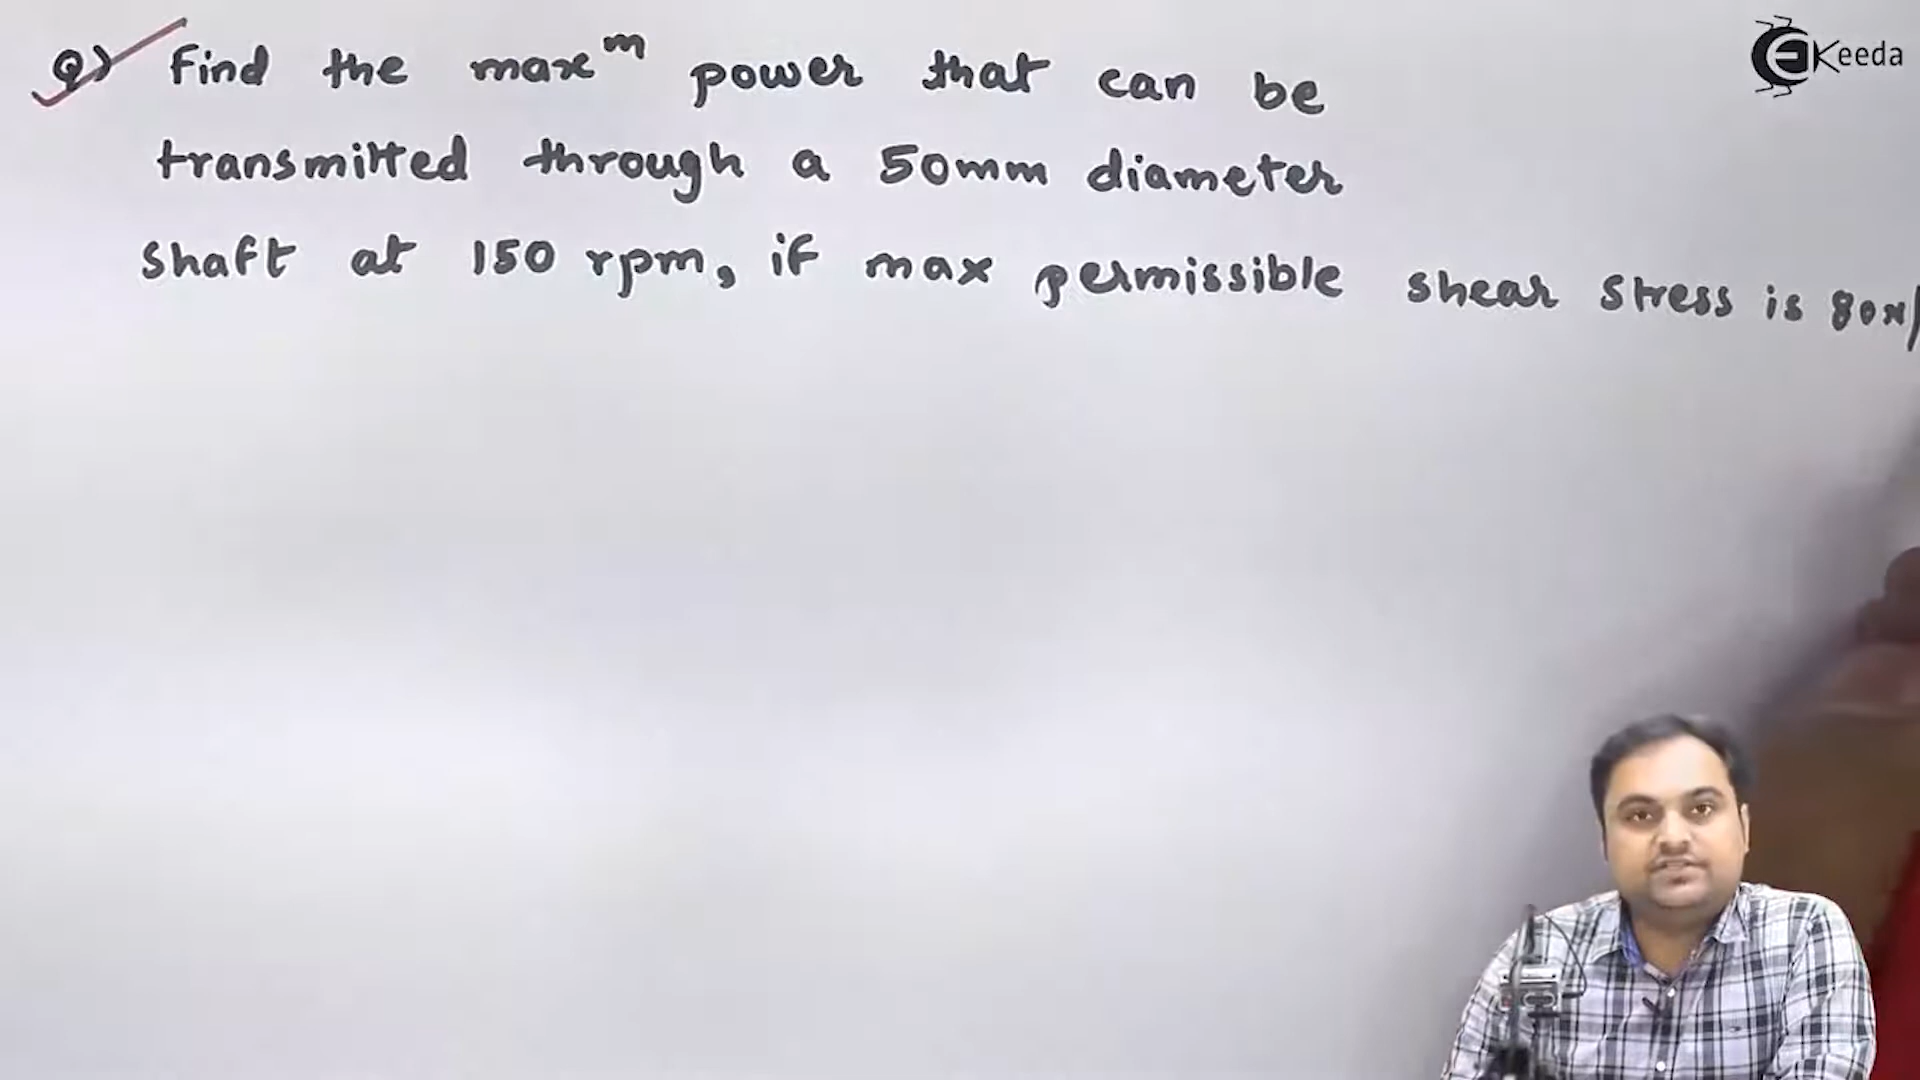 Keeda
Q) Find the max^m power that can be
transmitted through a 50mm diameter
shaft at 150 rpm, if max permissible shear stress is 80N/